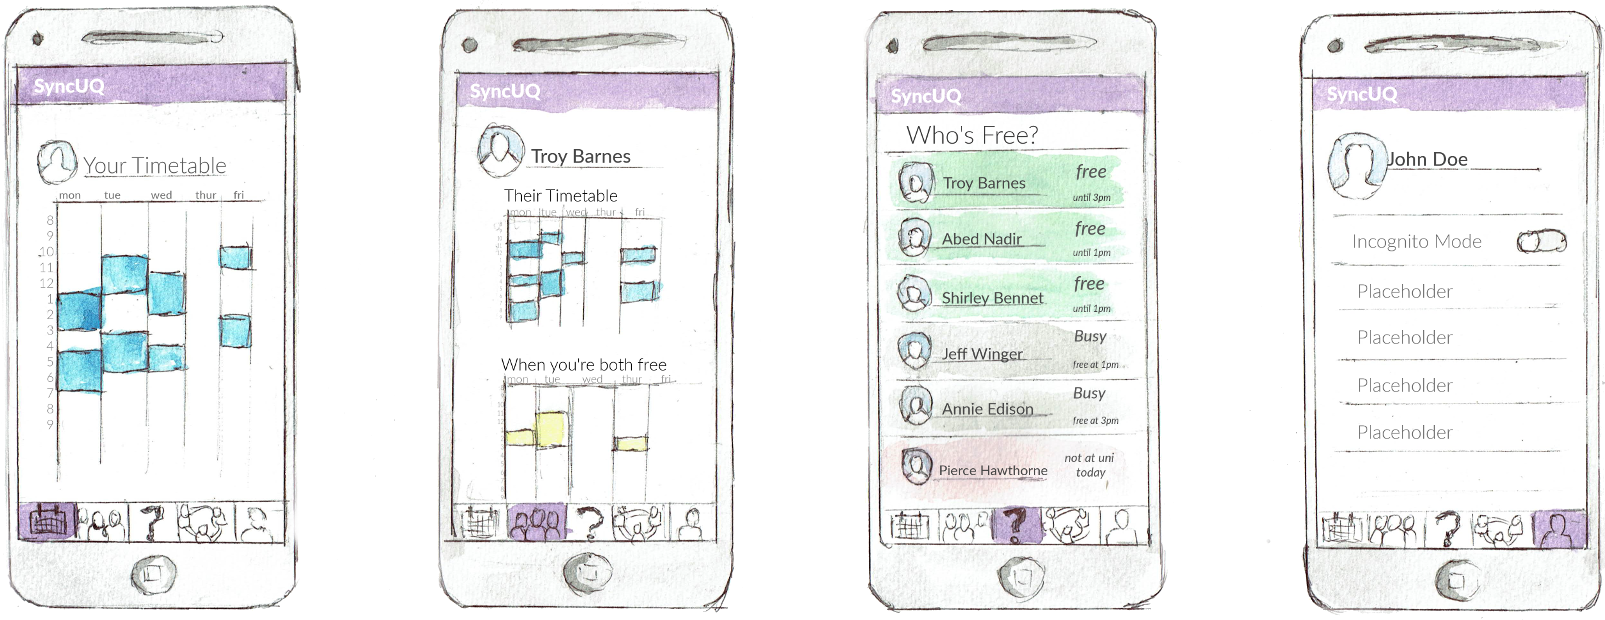 SyncUQ
Your Timetable
mon tue wed thur fri
8
9
10
11
12
1
2
3
4
5
6
7
8
9
SyncUQ
Troy Barnes
Their Timetable
mon tue wed thur fri
When you're both free
mon tue wed thur fri
SyncUQ
Who's Free?
Troy Barnes free
until 3pm
Abed Nadir free
until 1pm
Shirley Bennet free
until 1pm
Jeff Winger Busy
free at 1pm
Annie Edison Busy
free at 3pm
Pierce Hawthorne not at uni
today
SyncUQ
John Doe
Incognito Mode
Placeholder
Placeholder
Placeholder
Placeholder